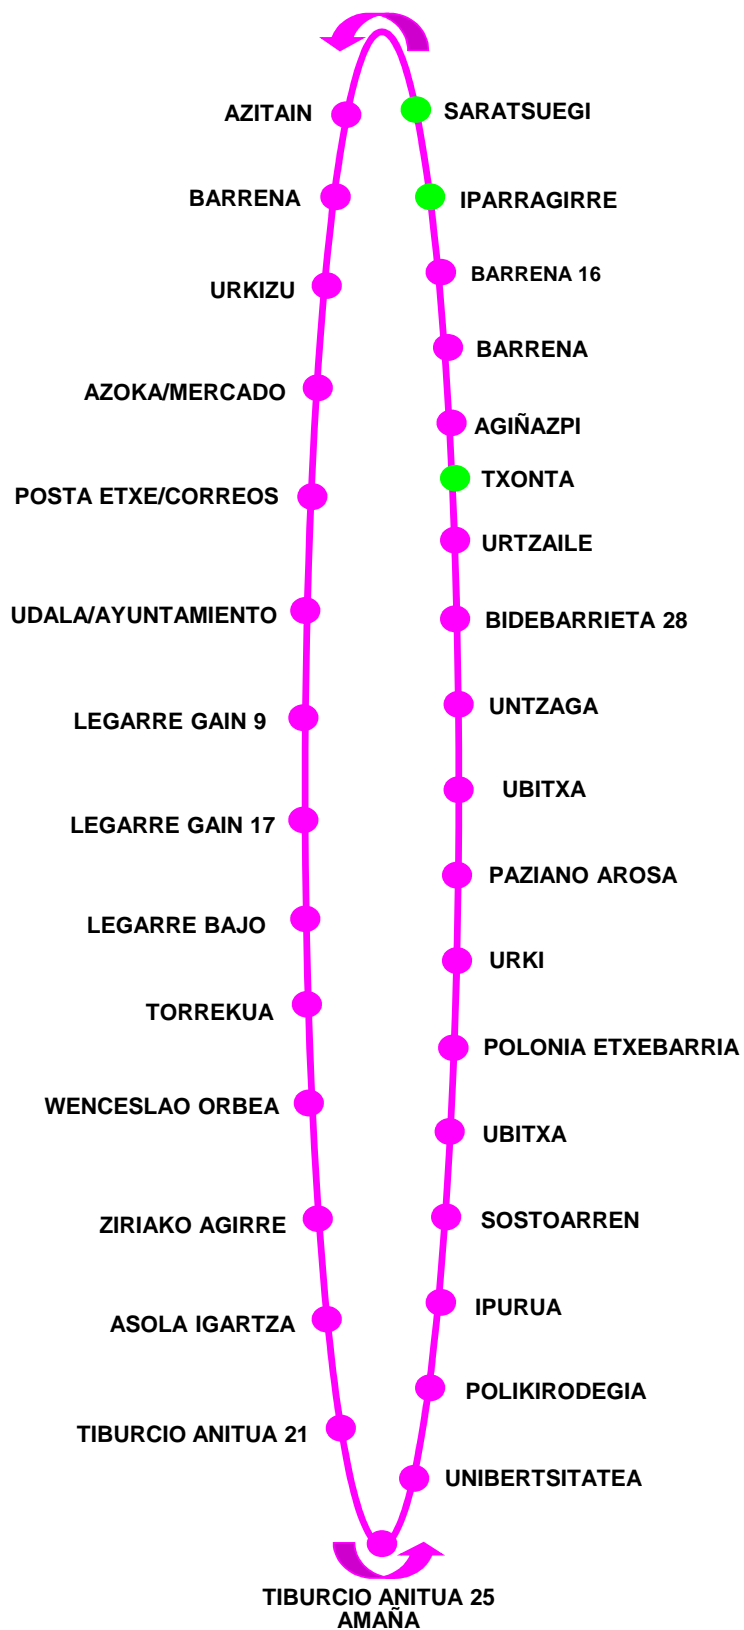 AZITAIN
SARATSUEGI
BARRENA
IPARRAGIRRE
URKIZU
BARRENA 16
BARRENA
AZOKA/MERCADO
AGIÑAZPI
TXONTA
POSTA ETXE/CORREOS
URTZAILE
UDALA/AYUNTAMIENTO
BIDEBARRIETA 28
LEGARRE GAIN 9
UNTZAGA
UBITXA
LEGARRE GAIN 17
PAZIANO AROSA
LEGARRE BAJO
URKI
TORREKUA
POLONIA ETXEBARRIA
WENCESLAO ORBEA
UBITXA
ZIRIAKO AGIRRE
SOSTOARREN
IPURUA
ASOLA IGARTZA
POLIKIRODEGIA
TIBURCIO ANITUA 21
UNIBERTSITATEA
TIBURCIO ANITUA 25
AMAÑA